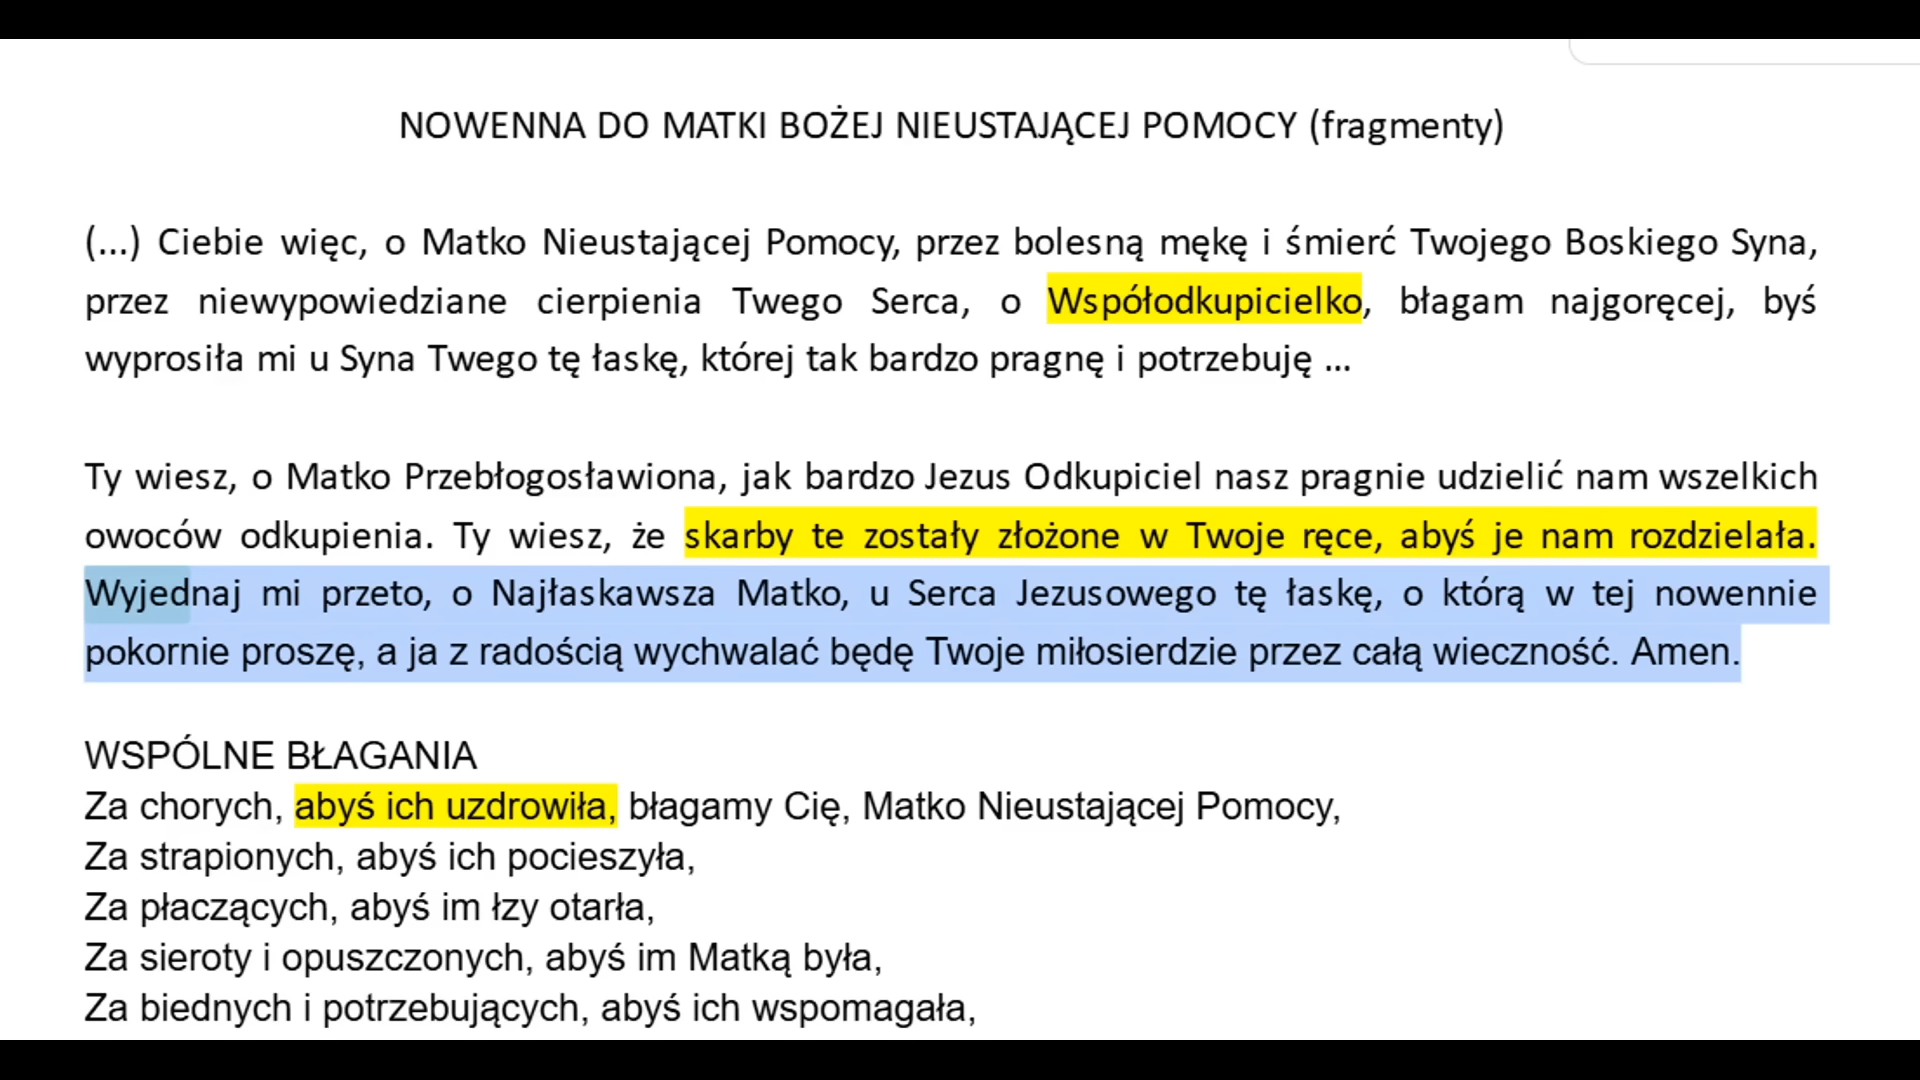 NOWENNA DO MATKI BOŻEJ NIEUSTAJĄCEJ POMOCY (fragmenty)
(...) Ciebie więc, o Matko Nieustającej Pomocy, przez bolesną mękę i śmierć Twojego Boskiego Syna,
przez niewypowiedziane cierpienia Twego Serca, o Współodkupicielko, błagam najgoręcej, byś
wyprosiła mi u Syna Twego tę łaskę, której tak bardzo pragnę i potrzebuję ...
Ty wiesz, o Matko Przebłogosławiona, jak bardzo Jezus Odkupiciel nasz pragnie udzielić nam wszelkich
owoców odkupienia. Ty wiesz, że skarby te zostały złożone w Twoje ręce, abyś je nam rozdzielała.
Wyjednaj mi przeto, o Najłaskawsza Matko, u Serca Jezusowego tę łaskę, o którą w tej nowennie
pokornie proszę, a ja z radością wychwalać będę Twoje miłosierdzie przez całą wieczność. Amen.
WSPÓLNE BŁAGANIA
Za chorych, abyś ich uzdrowiła, błagamy Cię, Matko Nieustającej Pomocy,
Za strapionych, abyś ich pocieszyła,
Za płaczących, abyś im łzy otarła,
Za sieroty i opuszczonych, abyś im Matką była,
Za biednych i potrzebujących, abyś ich wspomagała,